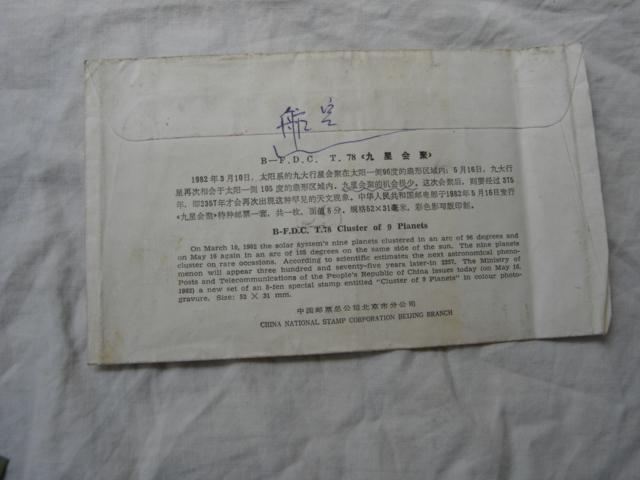 航空
B—F.D.C. T.78《九星会聚》
1982年3月10日，太阳系的九大行星会聚在太阳一侧96度的扇形区域内；5月16日，九大行
星再次相会于太阳一侧105度的扇形区域内，九星会聚的机会极少。这次会聚后，则要经过375
年，即2357年才会再次出现这种罕见的天文现象。中华人民共和国邮电部于1982年5月16日发行
《九星会聚》特种邮票一套，共一枚，面值8分，规格52×31毫米，彩色影写版印制。
B-F.D.C. T.78 Cluster of 9 Planets
On March 10, 1982 the solar system's nine planets clustered in an arc of 96 degrees and
on May 16 again in an arc of 105 degrees on the same side of the sun. The nine planets
cluster on rare occasions. According to scientific estimates the next astronomical pheno-
menon will appear three hundred and seventy-five years later-in 2357. The Ministry of
Posts and Telecommunications of the People's Republic of China issues today (on May 16,
1982) a new set of an 8-fen special stamp entitled "Cluster of 9 Planets" in colour photo-
gravure. Size: 52 × 31 mm.
中国邮票总公司北京市分公司
CHINA NATIONAL STAMP CORPORATION BEIJING BRANCH